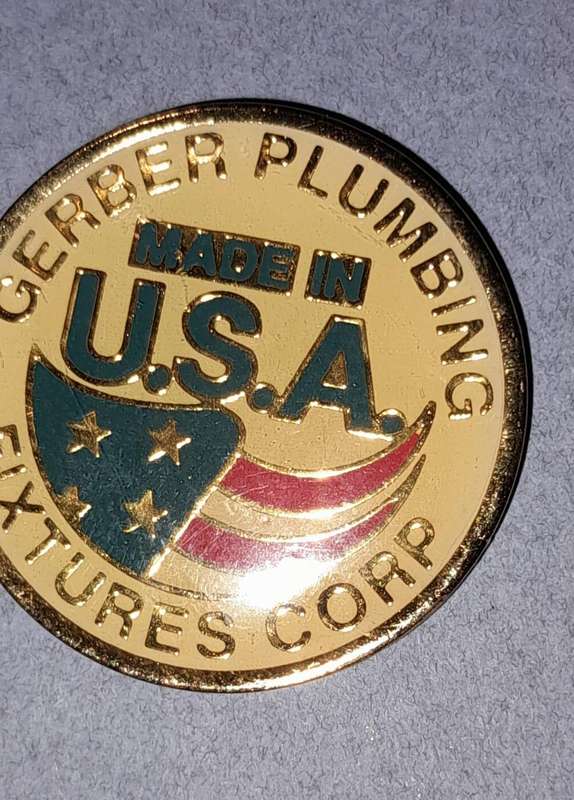 GERBER PLUMBING
MADE IN
U.S.A.
FIXTURES CORP